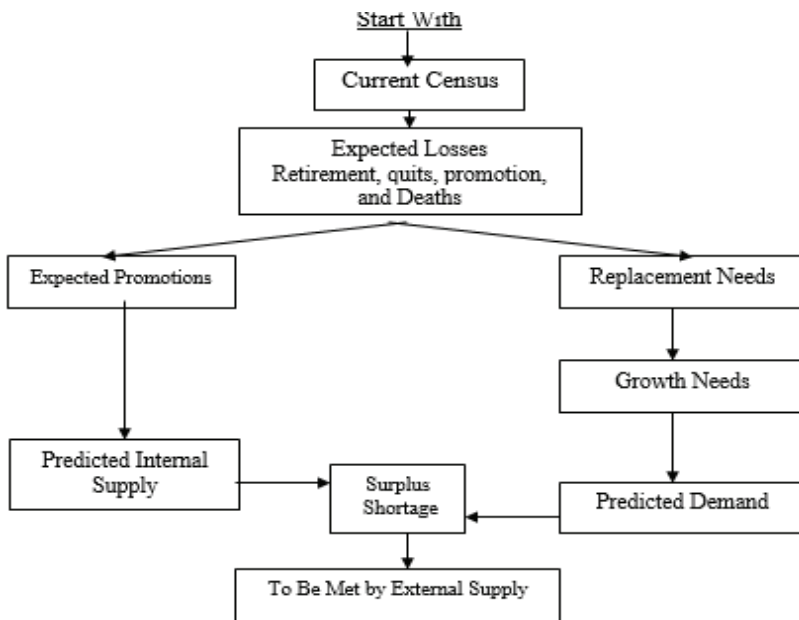 Start With
Current Census
Expected Losses
Retirement, quits, promotion,
and Deaths
Expected Promotions
Replacement Needs
Growth Needs
Predicted Internal
Supply
Surplus
Shortage
Predicted Demand
To Be Met by External Supply